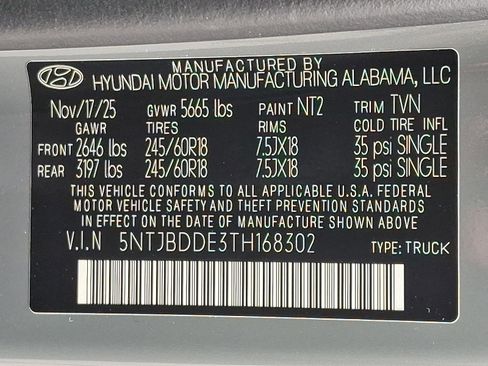 MANUFACTURED BY
HYUNDAI MOTOR MANUFACTURING ALABAMA, LLC
Nov/17/25 GVWR 5665 lbs PAINT NT2 TRIM TVN
GAWR TIRES RIMS COLD TIRE INFL
FRONT 2646 lbs 245/60R18 7.5JX18 35 psi SINGLE
REAR 3197 lbs 245/60R18 7.5JX18 35 psi SINGLE
THIS VEHICLE CONFORMS TO ALL APPLICABLE U.S.A. FEDERAL
MOTOR VEHICLE SAFETY AND THEFT PREVENTION STANDARDS
IN EFFECT ON THE DATE OF MANUFACTURE SHOWN ABOVE
V.I.N 5NTJBDDE3TH168302 TYPE: TRUCK